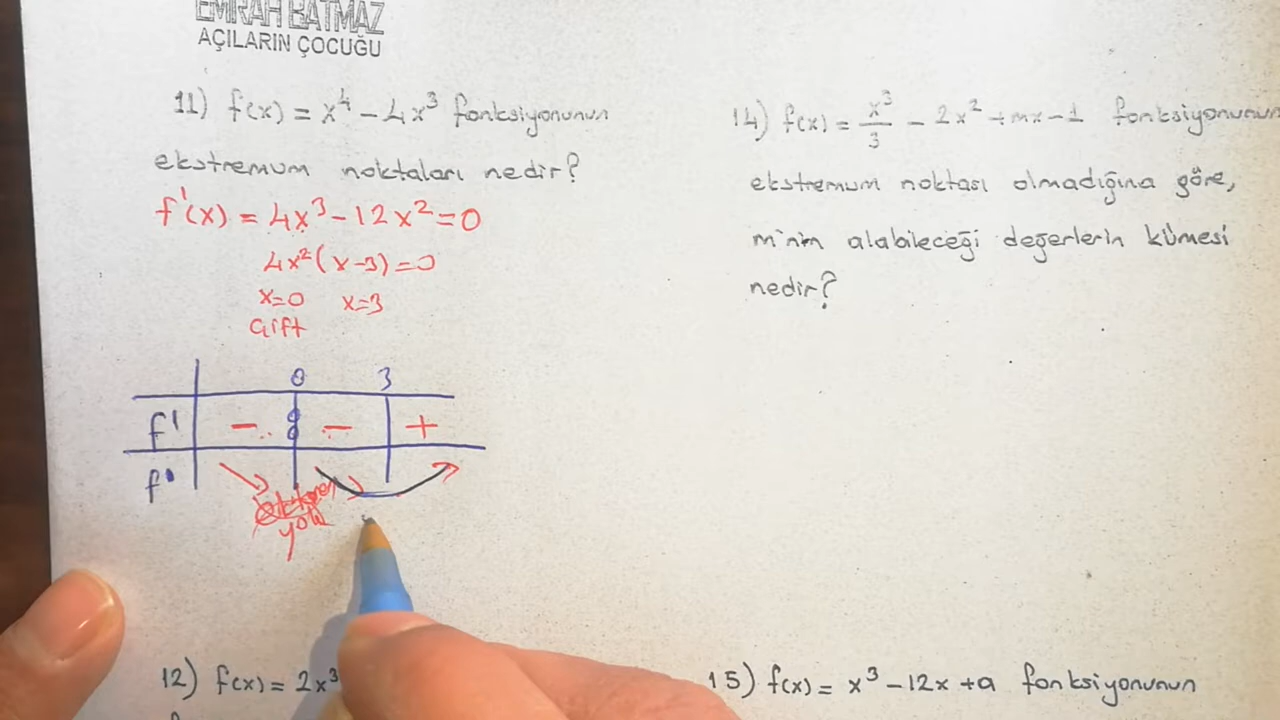 EMRAH BATMAZ
AÇILARIN ÇOCUĞU
11) f(x) = x⁴ - 4x³ fonksiyonunun
ekstremum noktaları nedir?
f'(x) = 4x³ - 12x² = 0
4x²(x-3) = 0
x=0 x=3
Çift
0 3
f' - - +
f
yok
12) f(x) = 2x³
14) f(x) = x³/3 - 2x² + mx - 1 fonksiyonunun
ekstremum noktası olmadığına göre,
m'nin alabileceği değerlerin kümesi
nedir?
15) f(x) = x³ - 12x + a fonksiyonunun